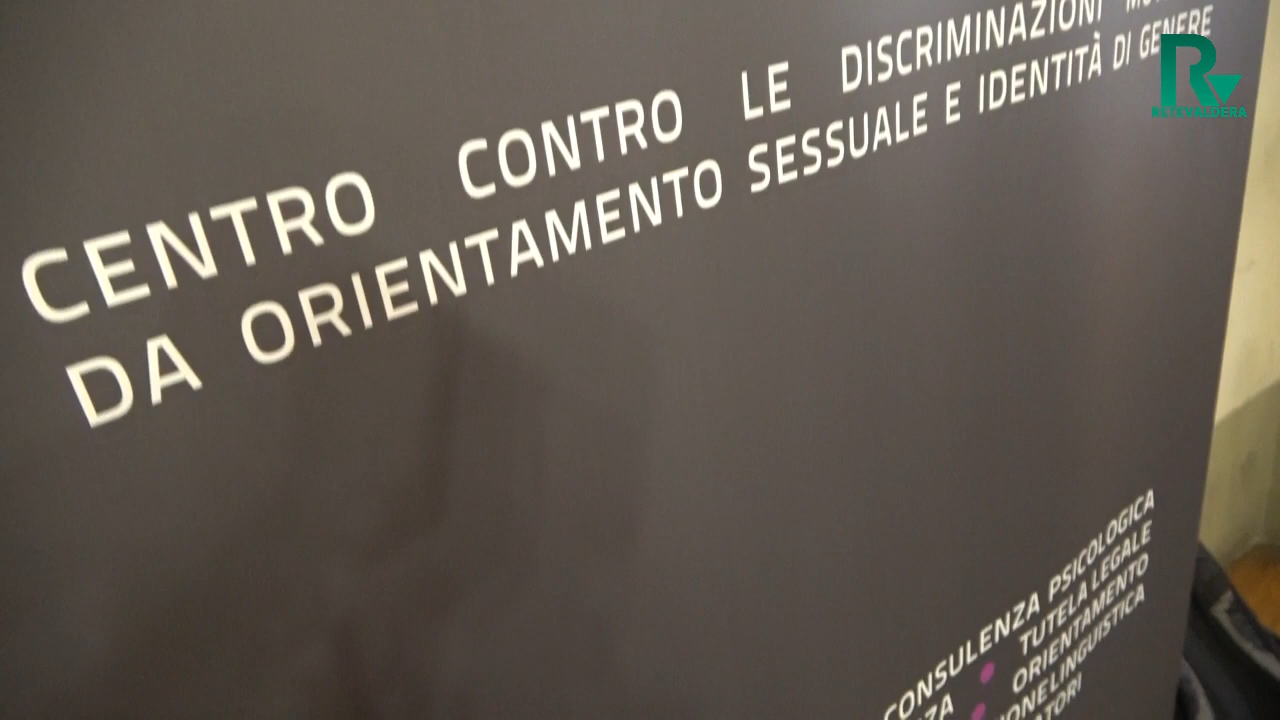 CENTRO CONTRO LE DISCRIMINAZIONI
DA ORIENTAMENTO SESSUALE E IDENTITÀ DI GENERE
R
RETEVALDERA
CONSULENZA PSICOLOGICA
TUTELA LEGALE
ORIENTAMENTO